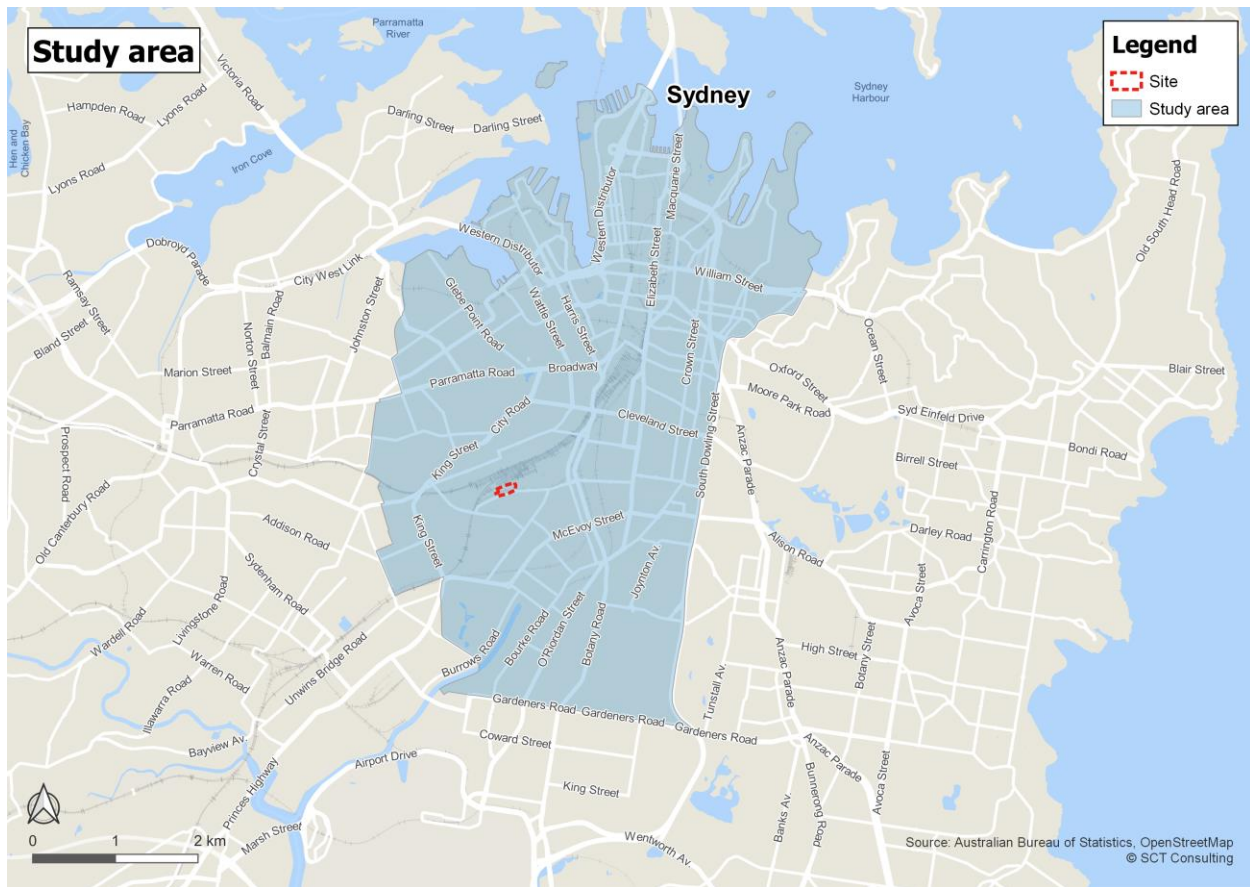 Study area
Legend
Site
Study area
Parramatta
River
Victoria Road
Sydney
Sydney
Harbour
Hampden Road
Lyons Road
Darling Street
Darling Street
Hen and
Chicken Bay
Iron Cove
Lyons Road
Macquarie Street
Western Distributor
Old South Head Road
Dobroyd Parade
Western Distributor
City West Link
Elizabeth Street
William Street
Ramsay Street
Glebe Point Road
Wattle Street
Harris Street
Johnston Street
Bland Street
Balmain Road
Norton Street
Crown Street
Ocean Street
Marion Street
Parramatta Road
Broadway
Oxford Street
Blair Street
Moore Park Road
Parramatta Road
City Road
Cleveland Street
Syd Einfeld Drive
Crystal Street
Prospect Road
South Dowling Street
Anzac Parade
Bondi Road
King Street
Birrell Street
Old Canterbury Road
Addison Road
King Street
McEvoy Street
Alison Road
Darley Road
Carrington Road
Sydenham Road
Joynton Av.
Avoca Street
Livingstone Road
Wardell Road
Bourke Road
O'Riordan Street
Botany Road
Burrows Road
High Street
Botany Street
Anzac Parade
Warren Road
Unwins Bridge Road
Illawarra Road
Tunstall Av.
Gardeners Road
Gardeners Road
Gardeners Road
Bayview Av.
Coward Street
Anzac Parade
Airport Drive
Princes Highway
King Street
Avoca Street
Bunnerong Road
Banks Av.
Marsh Street
Wentworth Av.
0 1 2 km
Source: Australian Bureau of Statistics, OpenStreetMap
© SCT Consulting